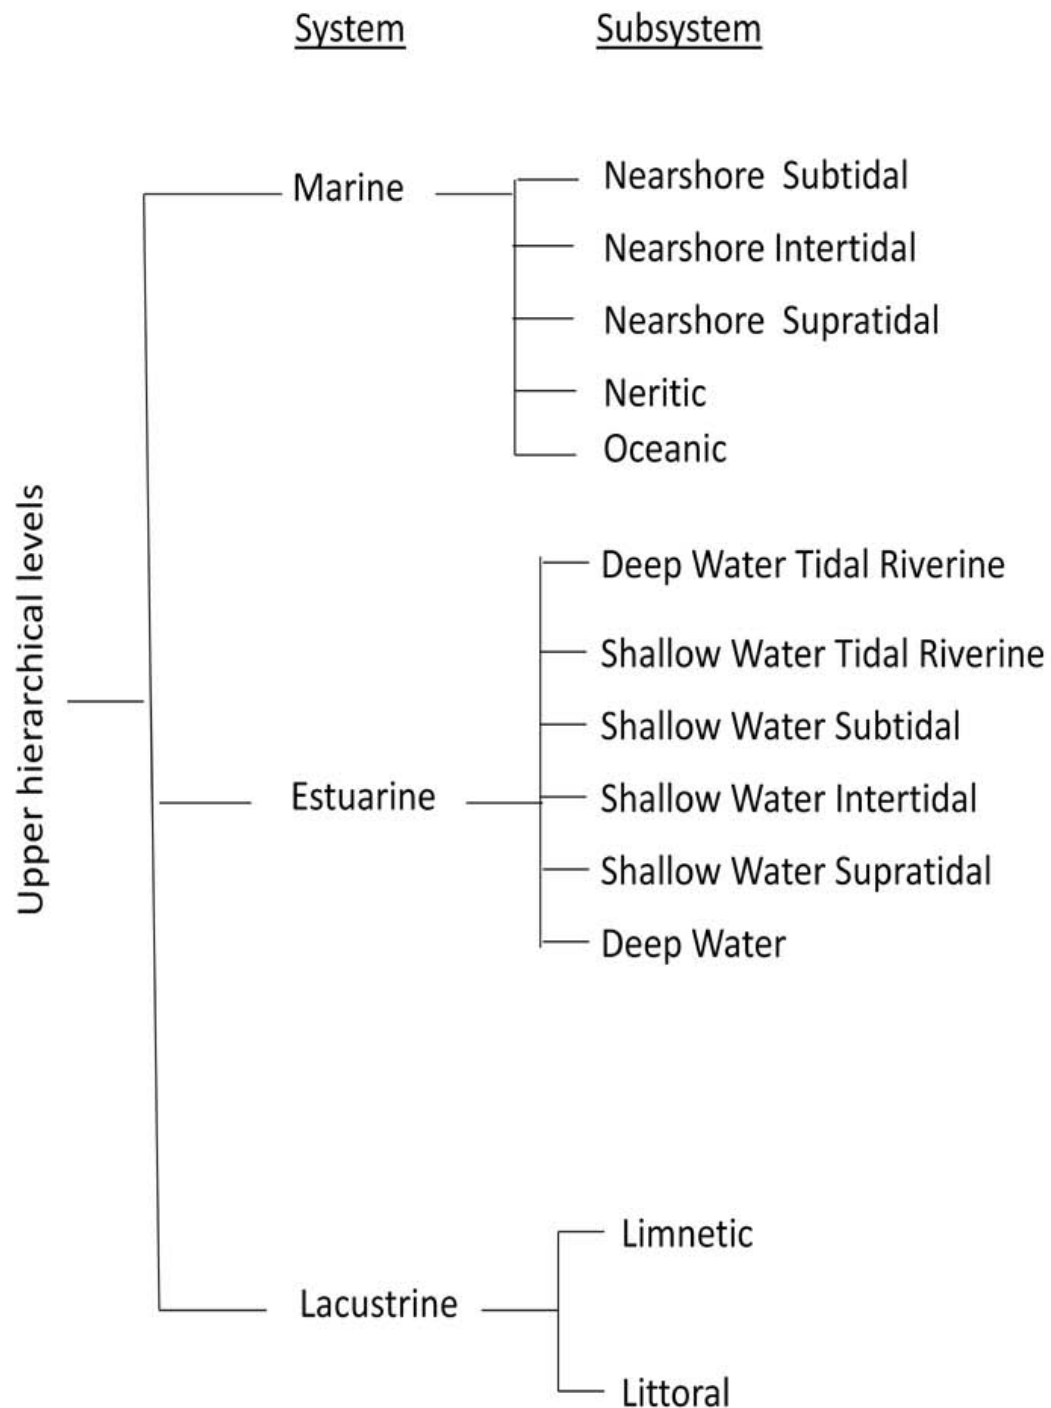 System
Subsystem
Upper hierarchical levels
Marine
Nearshore Subtidal
Nearshore Intertidal
Nearshore Supratidal
Neritic
Oceanic
Estuarine
Deep Water Tidal Riverine
Shallow Water Tidal Riverine
Shallow Water Subtidal
Shallow Water Intertidal
Shallow Water Supratidal
Deep Water
Lacustrine
Limnetic
Littoral